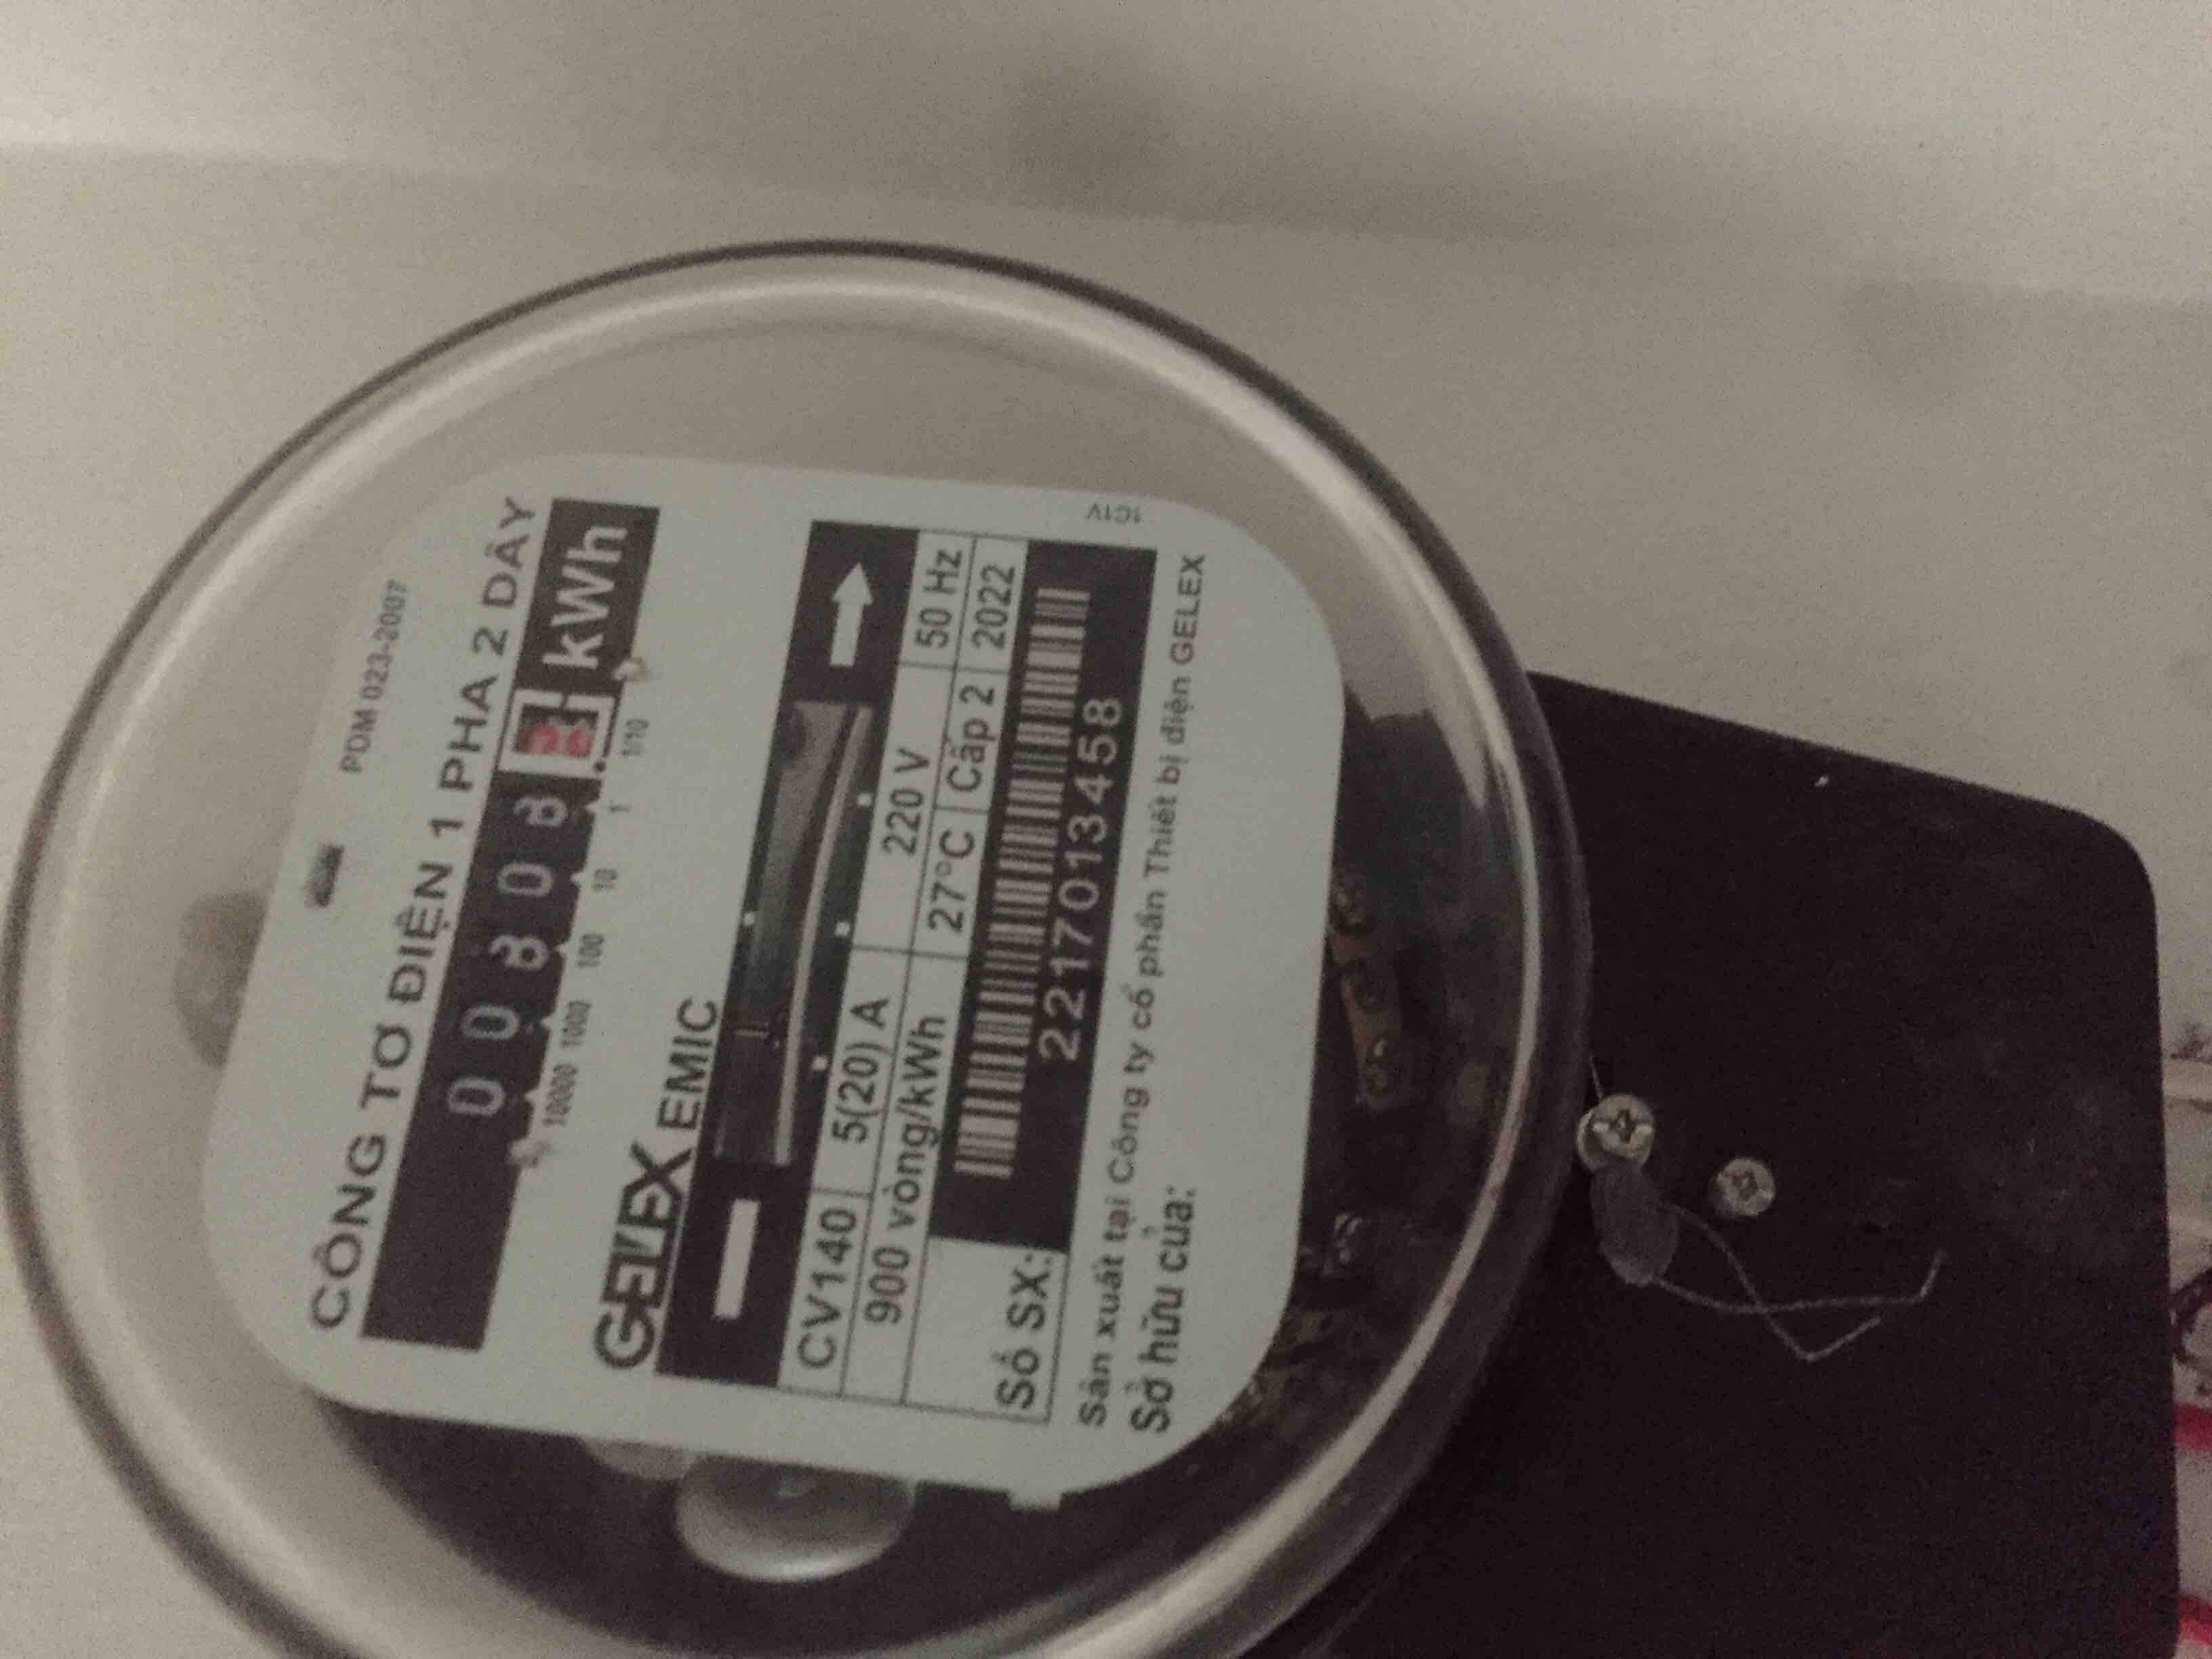 PDM 023-2007
CÔNG TƠ ĐIỆN 1 PHA 2 DÂY
kWh
10000 1000 100 10 1 1/10
GELEX EMIC
CV140 5(20) A 220 V 50 Hz
900 vòng/kWh 27°C Cấp 2 2022
Số SX: 2217013458
1C1V
Sản xuất tại Công ty cổ phần Thiết bị điện GELEX
Sở hữu của: